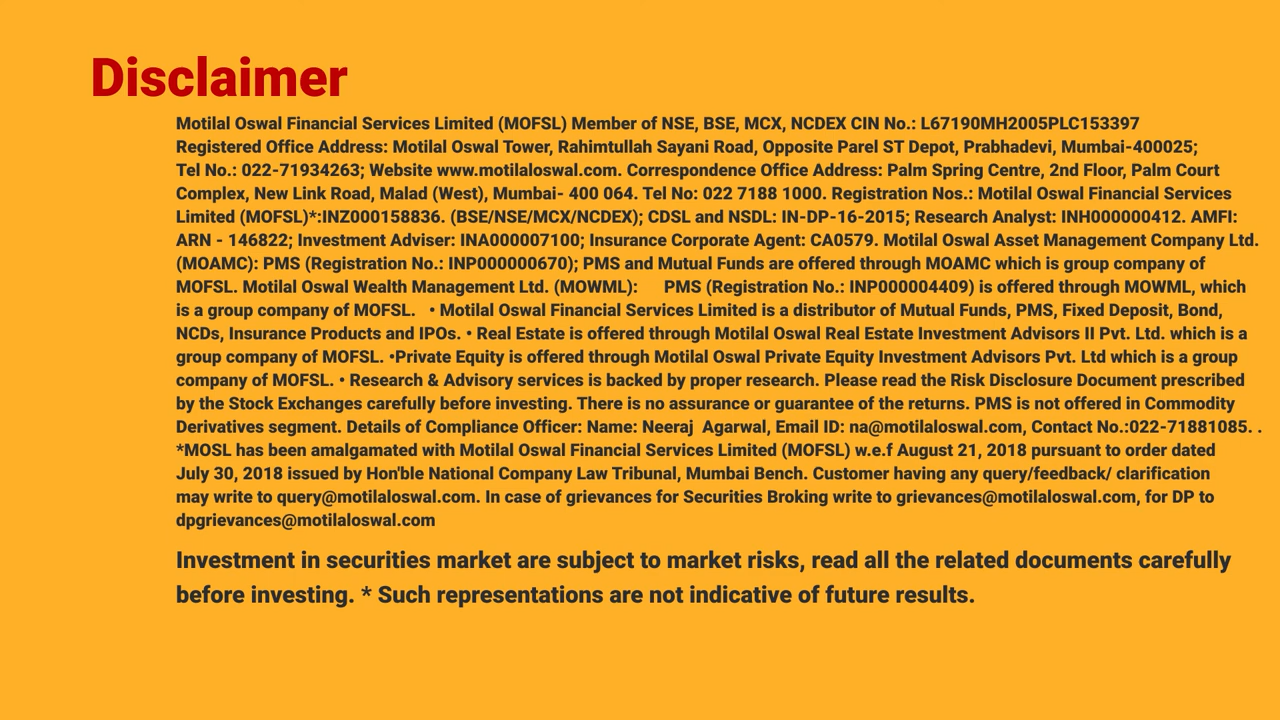 Disclaimer
Motilal Oswal Financial Services Limited (MOFSL) Member of NSE, BSE, MCX, NCDEX CIN No.: L67190MH2005PLC153397
Registered Office Address: Motilal Oswal Tower, Rahimtullah Sayani Road, Opposite Parel ST Depot, Prabhadevi, Mumbai-400025;
Tel No.: 022-71934263; Website www.motilaloswal.com. Correspondence Office Address: Palm Spring Centre, 2nd Floor, Palm Court
Complex, New Link Road, Malad (West), Mumbai- 400 064. Tel No: 022 7188 1000. Registration Nos.: Motilal Oswal Financial Services
Limited (MOFSL)*:INZ000158836. (BSE/NSE/MCX/NCDEX); CDSL and NSDL: IN-DP-16-2015; Research Analyst: INH000000412. AMFI:
ARN - 146822; Investment Adviser: INA000007100; Insurance Corporate Agent: CA0579. Motilal Oswal Asset Management Company Ltd.
(MOAMC): PMS (Registration No.: INP000000670); PMS and Mutual Funds are offered through MOAMC which is group company of
MOFSL. Motilal Oswal Wealth Management Ltd. (MOWML): PMS (Registration No.: INP000004409) is offered through MOWML, which
is a group company of MOFSL. • Motilal Oswal Financial Services Limited is a distributor of Mutual Funds, PMS, Fixed Deposit, Bond,
NCDs, Insurance Products and IPOs. • Real Estate is offered through Motilal Oswal Real Estate Investment Advisors II Pvt. Ltd. which is a
group company of MOFSL. •Private Equity is offered through Motilal Oswal Private Equity Investment Advisors Pvt. Ltd which is a group
company of MOFSL. • Research & Advisory services is backed by proper research. Please read the Risk Disclosure Document prescribed
by the Stock Exchanges carefully before investing. There is no assurance or guarantee of the returns. PMS is not offered in Commodity
Derivatives segment. Details of Compliance Officer: Name: Neeraj Agarwal, Email ID: na@motilaloswal.com, Contact No.:022-71881085. .
*MOSL has been amalgamated with Motilal Oswal Financial Services Limited (MOFSL) w.e.f August 21, 2018 pursuant to order dated
July 30, 2018 issued by Hon'ble National Company Law Tribunal, Mumbai Bench. Customer having any query/feedback/ clarification
may write to query@motilaloswal.com. In case of grievances for Securities Broking write to grievances@motilaloswal.com, for DP to
dpgrievances@motilaloswal.com
Investment in securities market are subject to market risks, read all the related documents carefully
before investing. * Such representations are not indicative of future results.